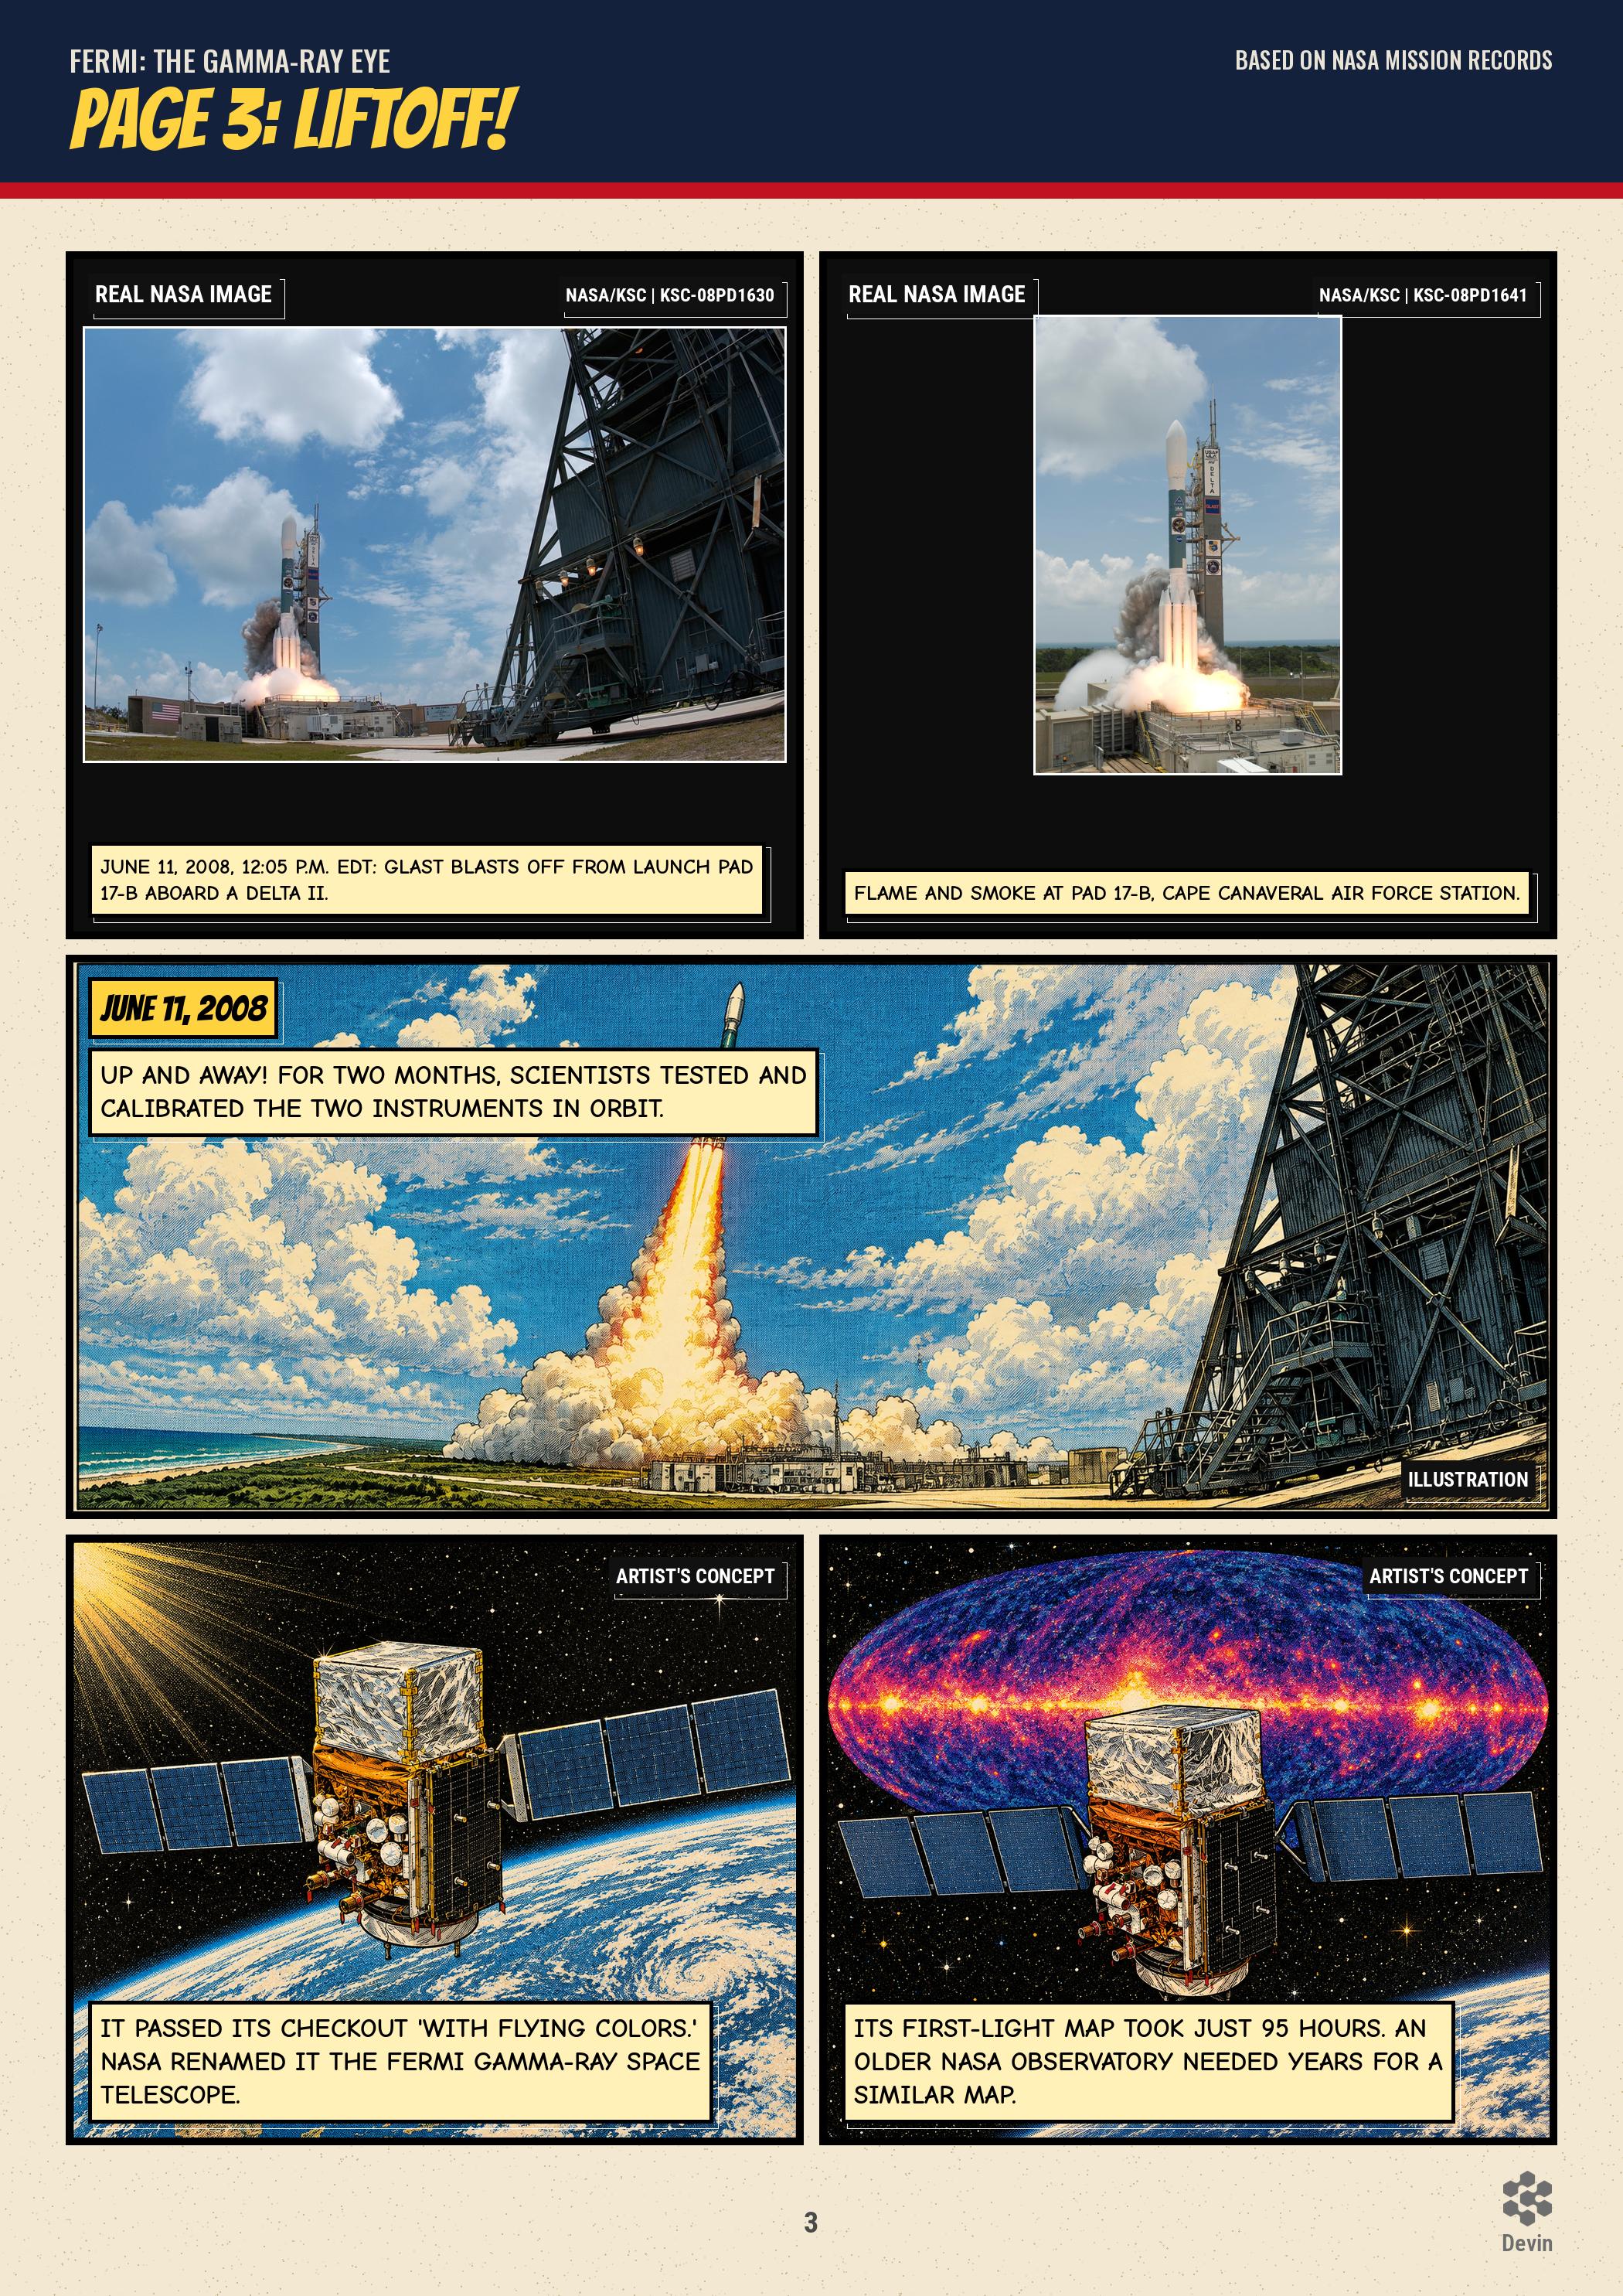 FERMI: THE GAMMA-RAY EYE
BASED ON NASA MISSION RECORDS
PAGE 3: LIFTOFF!
REAL NASA IMAGE
NASA/KSC | KSC-08PD1630
JUNE 11, 2008, 12:05 P.M. EDT: GLAST BLASTS OFF FROM LAUNCH PAD
17-B ABOARD A DELTA II.
REAL NASA IMAGE
NASA/KSC | KSC-08PD1641
DELTA
B
FLAME AND SMOKE AT PAD 17-B, CAPE CANAVERAL AIR FORCE STATION.
JUNE 11, 2008
UP AND AWAY! FOR TWO MONTHS, SCIENTISTS TESTED AND
CALIBRATED THE TWO INSTRUMENTS IN ORBIT.
ILLUSTRATION
ARTIST'S CONCEPT
IT PASSED ITS CHECKOUT 'WITH FLYING COLORS.'
NASA RENAMED IT THE FERMI GAMMA-RAY SPACE
TELESCOPE.
ARTIST'S CONCEPT
ITS FIRST-LIGHT MAP TOOK JUST 95 HOURS. AN
OLDER NASA OBSERVATORY NEEDED YEARS FOR A
SIMILAR MAP.
3
Devin